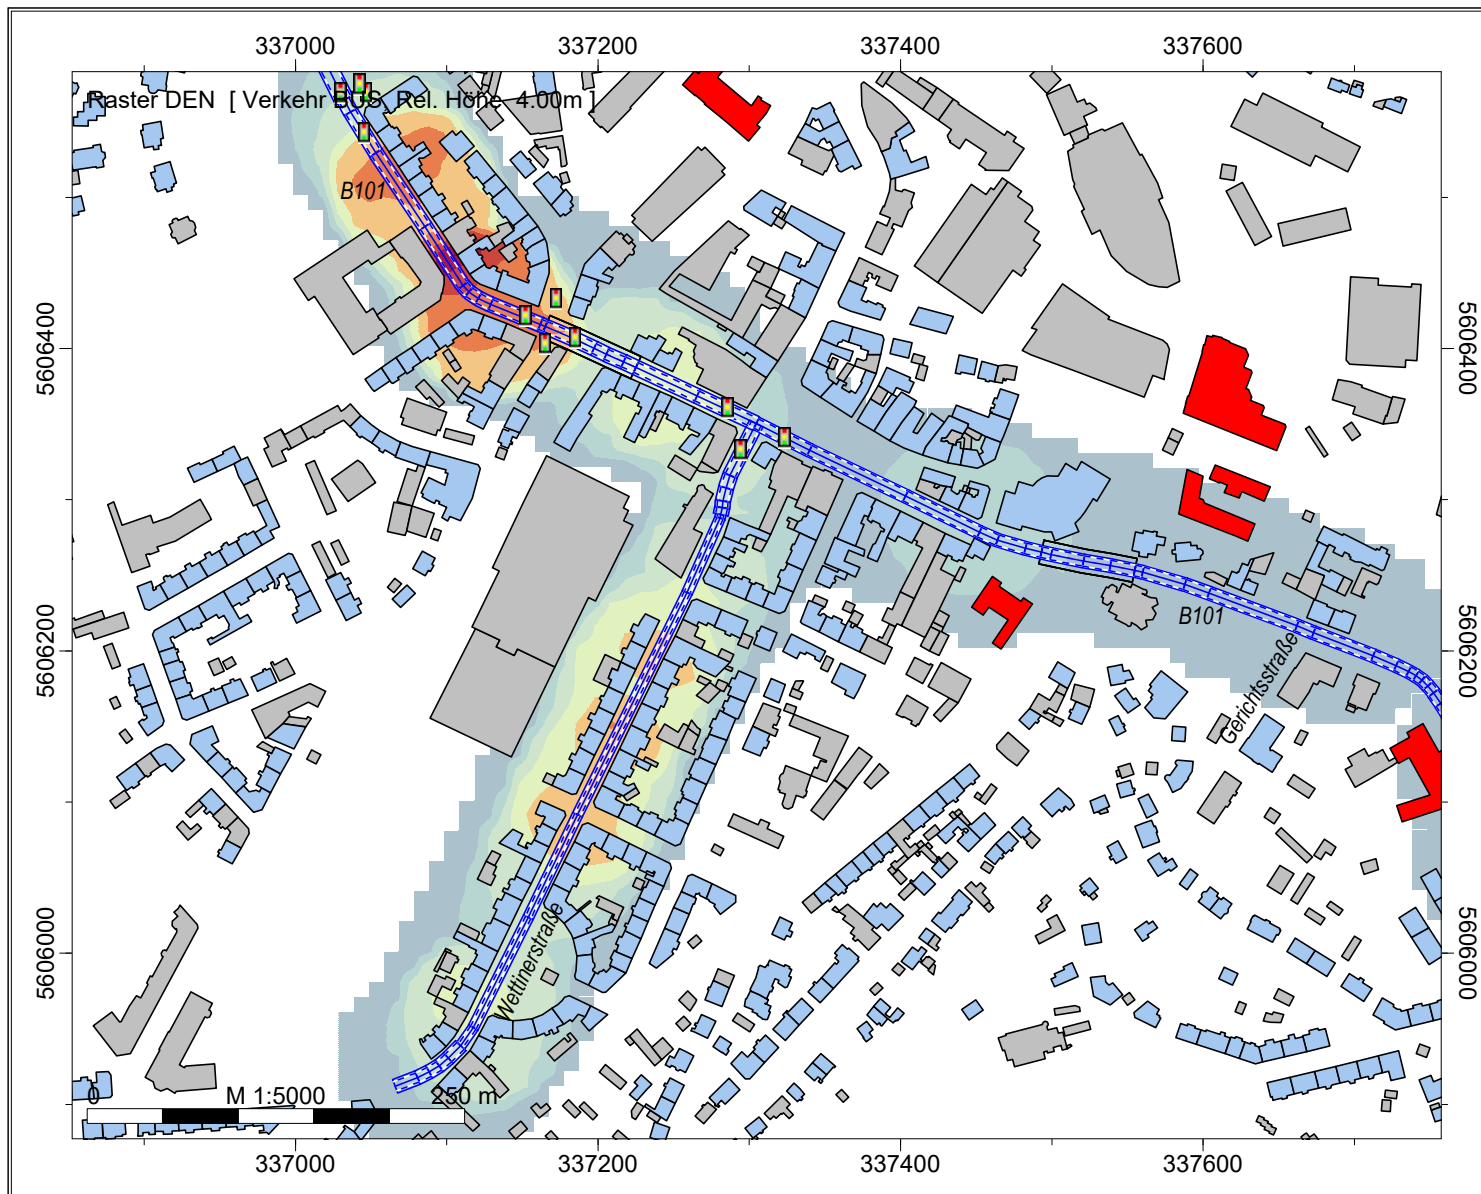 337000 337200 337400 337600
Raster DEN [ Verkehr BUS, Rel. Höhe 4.00m ]
B101
5606400
5606400
5606200
5606200
B101
Gerichtsstraße
5606000
5606000
Wettinerstraße
0 M 1:5000 250 m
337000 337200 337400 337600